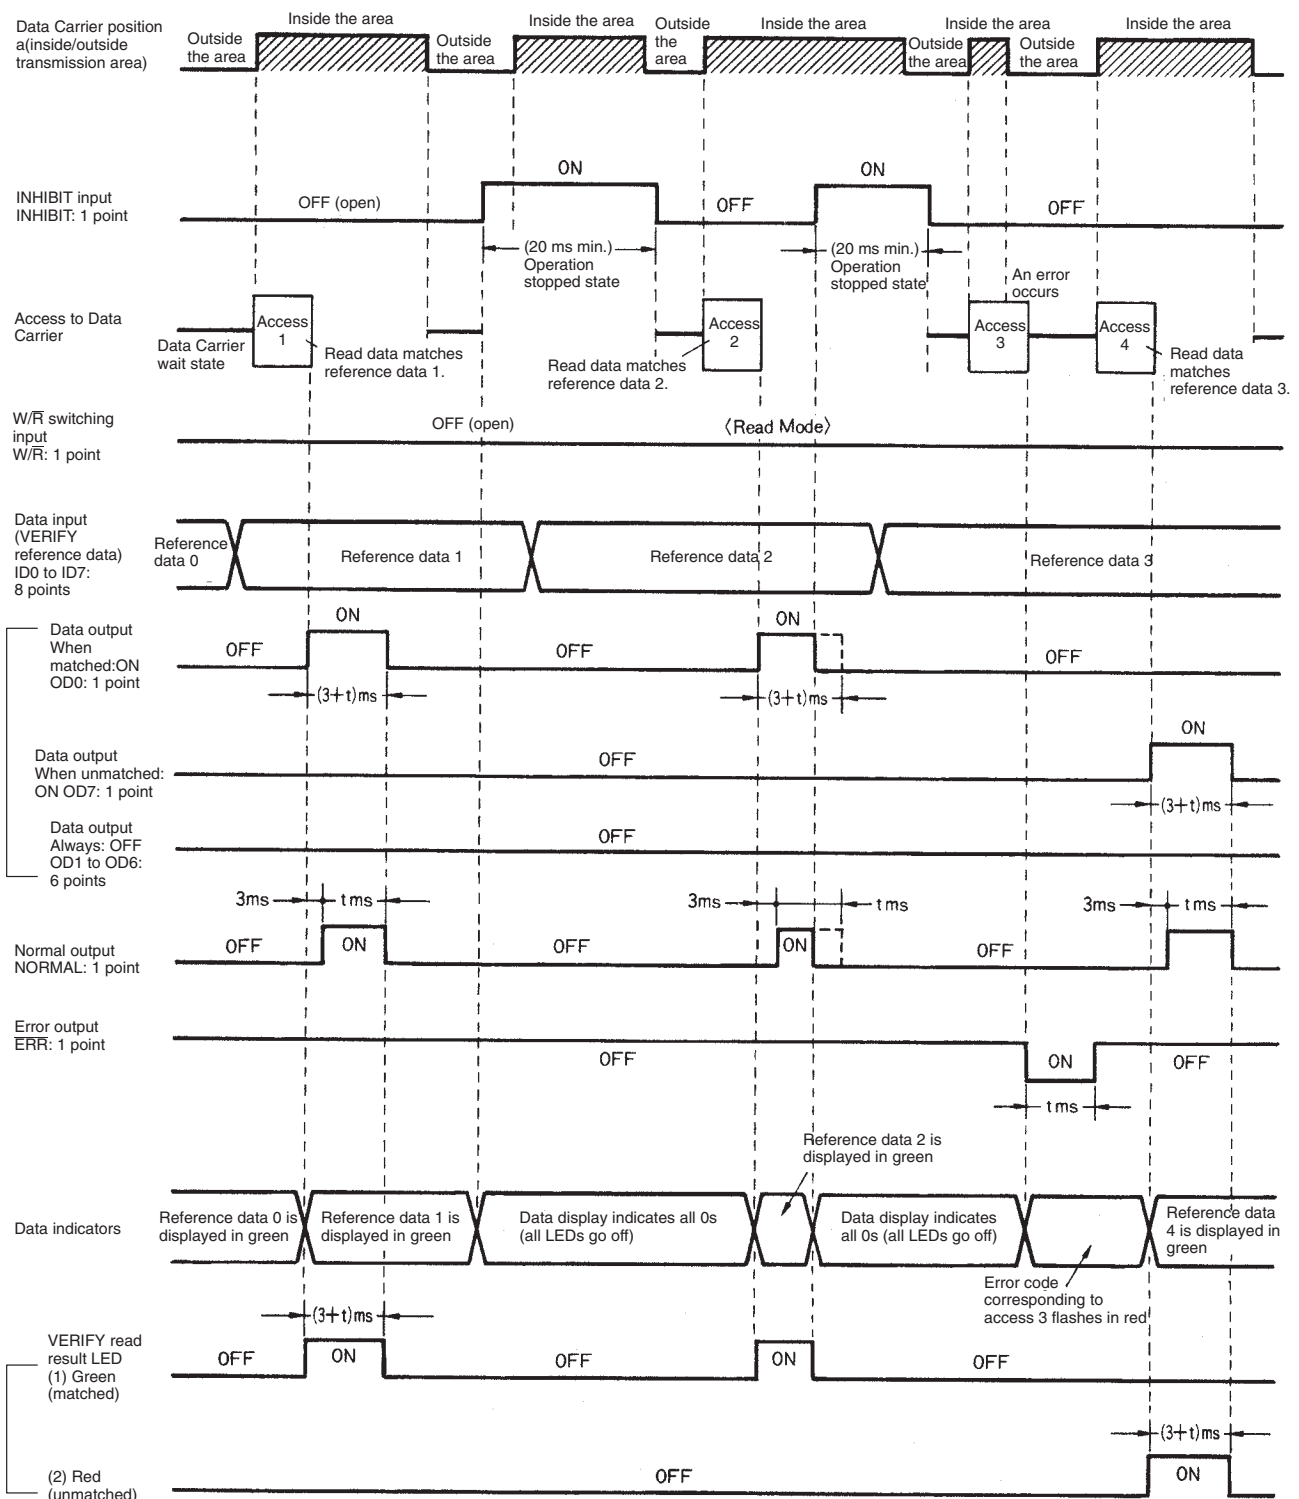 Data Carrier position
a(inside/outside
transmission area)
Outside
the area
Inside the area
Outside
the area
Inside the area
Outside
the
area
Inside the area
Outside
the area
Inside the area
Outside
the area
Inside the area
INHIBIT input
INHIBIT: 1 point
OFF (open)
ON
OFF
ON
OFF
(20 ms min.)
Operation
stopped state
(20 ms min.)
Operation
stopped state
An error
occurs
Access to Data
Carrier
Data Carrier
wait state
Access
1
Read data matches
reference data 1.
Read data matches
reference data 2.
Access
2
Access
3
Access
4
Read data
matches
reference data 3.
W/R̅ switching
input
W/R̅: 1 point
OFF (open)
〈Read Mode〉
Data input
(VERIFY
reference data)
ID0 to ID7:
8 points
Reference
data 0
Reference data 1
Reference data 2
Reference data 3
Data output
When
matched:ON
OD0: 1 point
OFF
ON
OFF
ON
OFF
(3+t)ms
(3+t)ms
Data output
When unmatched:
ON OD7: 1 point
OFF
ON
(3+t)ms
Data output
Always: OFF
OD1 to OD6:
6 points
OFF
3ms
t ms
3ms
t ms
3ms
t ms
Normal output
NORMAL: 1 point
OFF
ON
OFF
ON
OFF
Error output
E̅R̅R̅: 1 point
OFF
ON
OFF
t ms
Reference data 2 is
displayed in green
Data indicators
Reference data 0 is
displayed in green
Reference data 1 is
displayed in green
Data display indicates all 0s
(all LEDs go off)
Data display indicates
all 0s (all LEDs go off)
Reference data
4 is displayed in
green
Error code
corresponding to
access 3 flashes in red
(3+t)ms
VERIFY read
result LED
(1) Green
(matched)
OFF
ON
OFF
ON
OFF
(3+t)ms
(2) Red
(unmatched)
OFF
ON